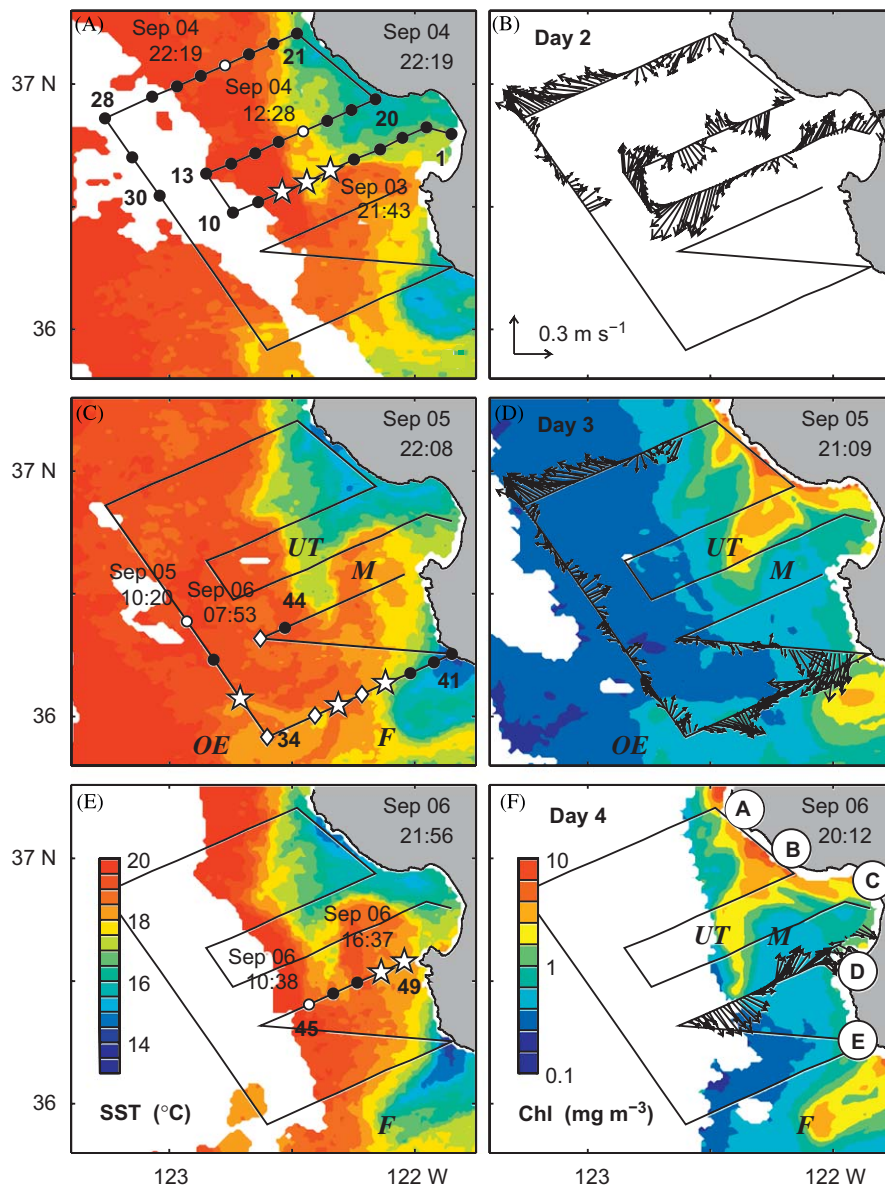 (A)
Sep 04
22:19
Sep 04
22:19
37 N
21
Sep 04
12:28
28
20
13
1
30
Sep 03
21:43
10
36
(B)
Day 2
0.3 m s⁻¹
(C)
Sep 05
22:08
37 N
UT
M
Sep 05
10:20
Sep 06
07:53
44
41
36
OE
34
F
(D)
Day 3
Sep 05
21:09
UT
M
OE
(E)
Sep 06
21:56
37 N
20
18
16
14
Sep 06
16:37
Sep 06
10:38
49
45
36
SST (°C)
F
123
122 W
(F)
Day 4
Sep 06
20:12
A
B
C
10
1
0.1
UT
M
D
E
Chl (mg m⁻³)
F
123
122 W